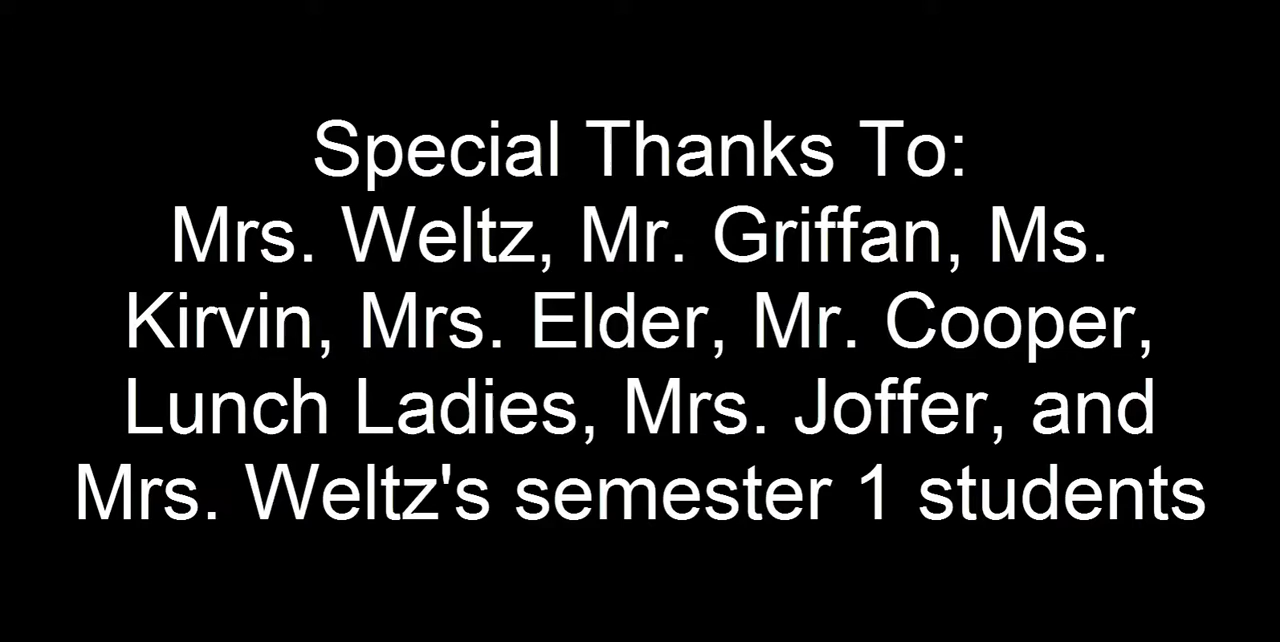 Special Thanks To:
Mrs. Weltz, Mr. Griffan, Ms.
Kirvin, Mrs. Elder, Mr. Cooper,
Lunch Ladies, Mrs. Joffer, and
Mrs. Weltz's semester 1 students